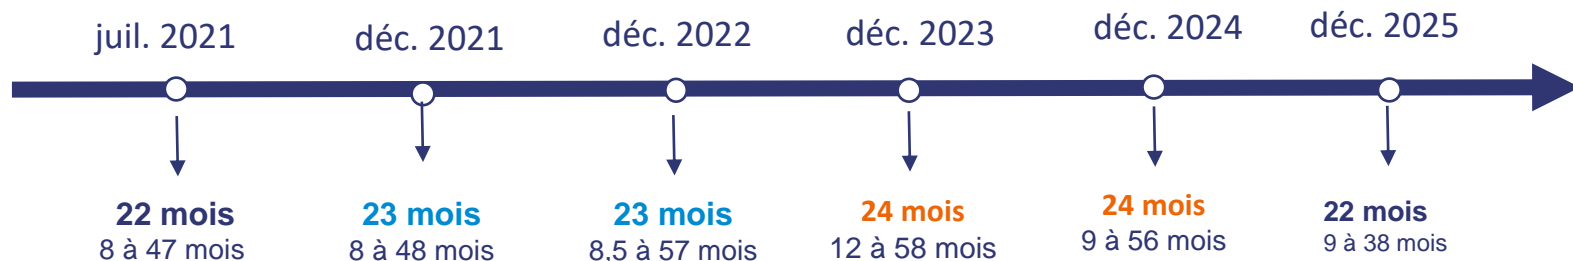 juil. 2021 déc. 2021 déc. 2022 déc. 2023 déc. 2024 déc. 2025
22 mois 23 mois 23 mois 24 mois 24 mois 22 mois
8 à 47 mois 8 à 48 mois 8,5 à 57 mois 12 à 58 mois 9 à 56 mois 9 à 38 mois